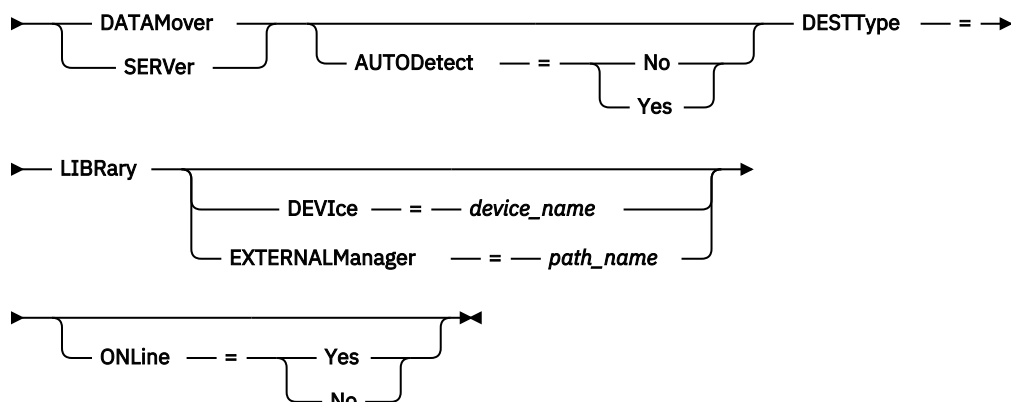 DATAMover
SERVer
AUTODetect = No
Yes
DESTType =
LIBRary
DEVIce = device_name
EXTERNALManager = path_name
ONLine = Yes
No